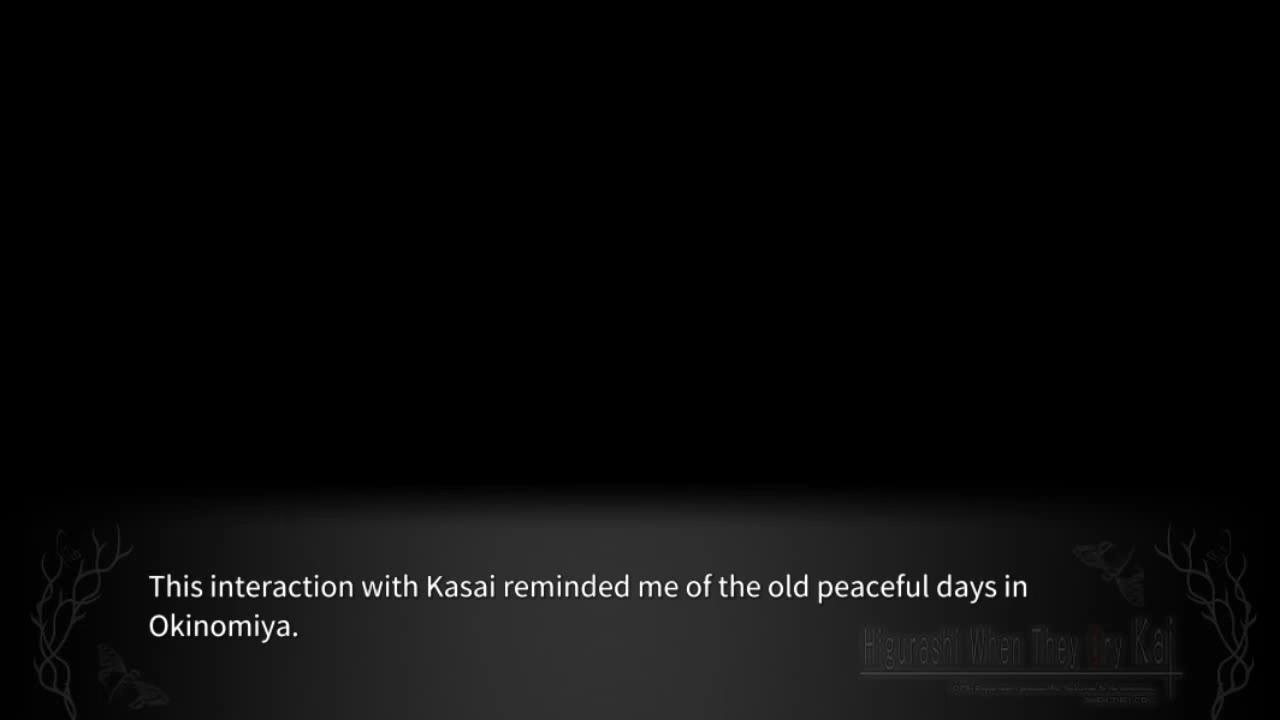 This interaction with Kasai reminded me of the old peaceful days in
Okinomiya.
Higurashi When They Cry Kai